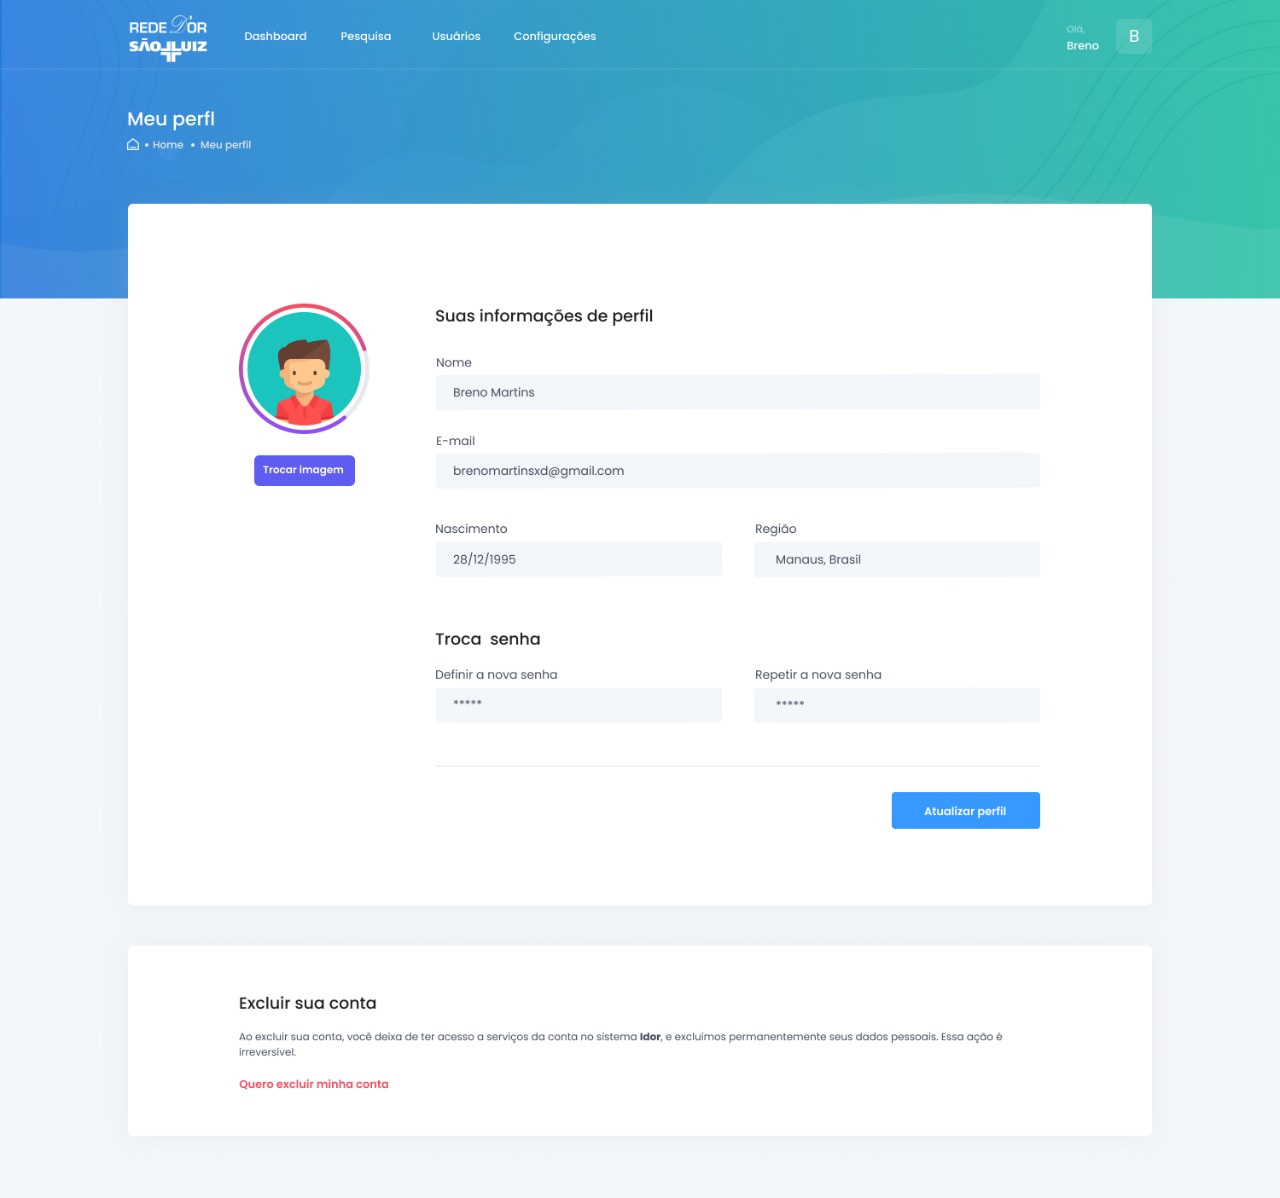 REDE D'OR
SÃO LUIZ
Dashboard
Pesquisa
Usuários
Configurações
Olá,
Breno
B
Meu perfl
• Home • Meu perfil
Suas informações de perfil
Nome
Breno Martins
E-mail
brenomartinsxd@gmail.com
Nascimento
Região
28/12/1995
Manaus, Brasil
Trocar imagem
Troca senha
Definir a nova senha
Repetir a nova senha
*****
*****
Atualizar perfil
Excluir sua conta
Ao excluir sua conta, você deixa de ter acesso a serviços da conta no sistema Idor, e excluímos permanentemente seus dados pessoais. Essa ação é
irreversível.
Quero excluir minha conta